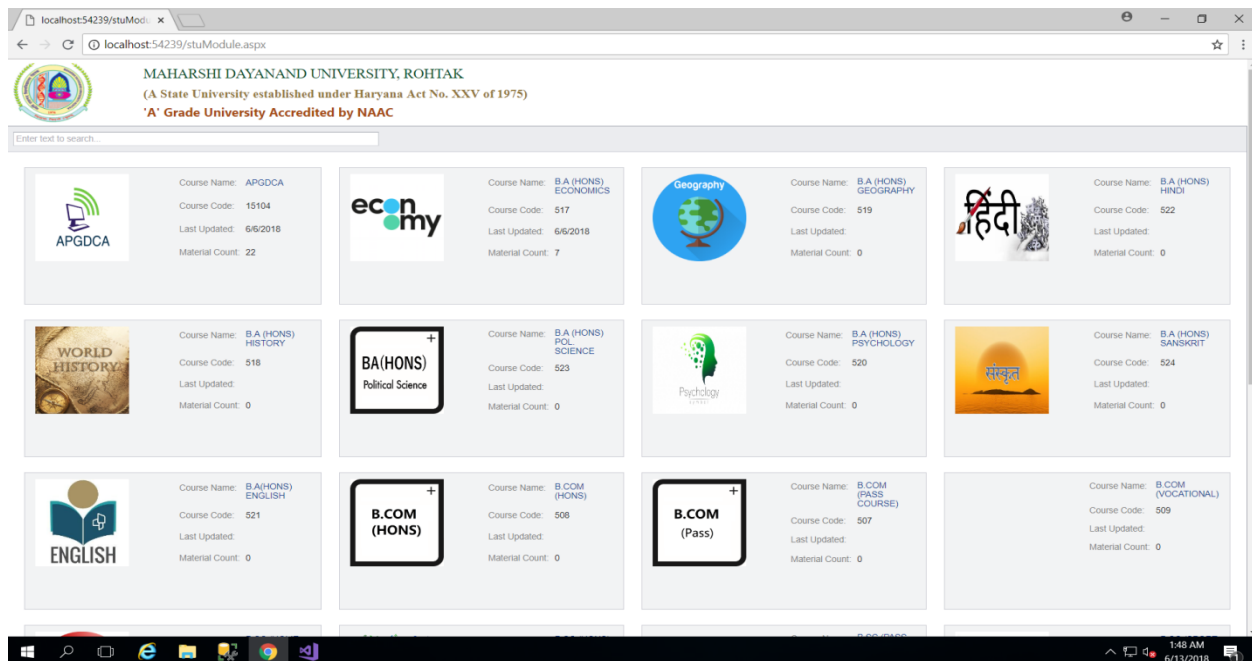 localhost:54239/stuModu
localhost:54239/stuModule.aspx
MAHARSHI DAYANAND UNIVERSITY, ROHTAK
(A State University established under Haryana Act No. XXV of 1975)
'A' Grade University Accredited by NAAC
Enter text to search...
APGDCA
Course Name: APGDCA
Course Code: 15104
Last Updated: 6/6/2018
Material Count: 22
econ
omy
Course Name: B.A (HONS)
ECONOMICS
Course Code: 517
Last Updated: 6/6/2018
Material Count: 7
Geography
Course Name: B.A (HONS)
GEOGRAPHY
Course Code: 519
Last Updated:
Material Count: 0
हिंदी
Course Name: B.A (HONS)
HINDI
Course Code: 522
Last Updated:
Material Count: 0
WORLD
HISTORY
Course Name: B.A (HONS)
HISTORY
Course Code: 518
Last Updated:
Material Count: 0
BA(HONS)
Political Science
Course Name: B.A (HONS)
POL.
SCIENCE
Course Code: 523
Last Updated:
Material Count: 0
Psychology
Course Name: B.A (HONS)
PSYCHOLOGY
Course Code: 520
Last Updated:
Material Count: 0
संस्कृत
Course Name: B.A (HONS)
SANSKRIT
Course Code: 524
Last Updated:
Material Count: 0
ENGLISH
Course Name: B.A(HONS)
ENGLISH
Course Code: 521
Last Updated:
Material Count: 0
B.COM
(HONS)
Course Name: B.COM
(HONS)
Course Code: 508
Last Updated:
Material Count: 0
B.COM
(Pass)
Course Name: B.COM
(PASS
COURSE)
Course Code: 507
Last Updated:
Material Count: 0
Course Name: B.COM
(VOCATIONAL)
Course Code: 509
Last Updated:
Material Count: 0
1:48 AM
6/13/2018